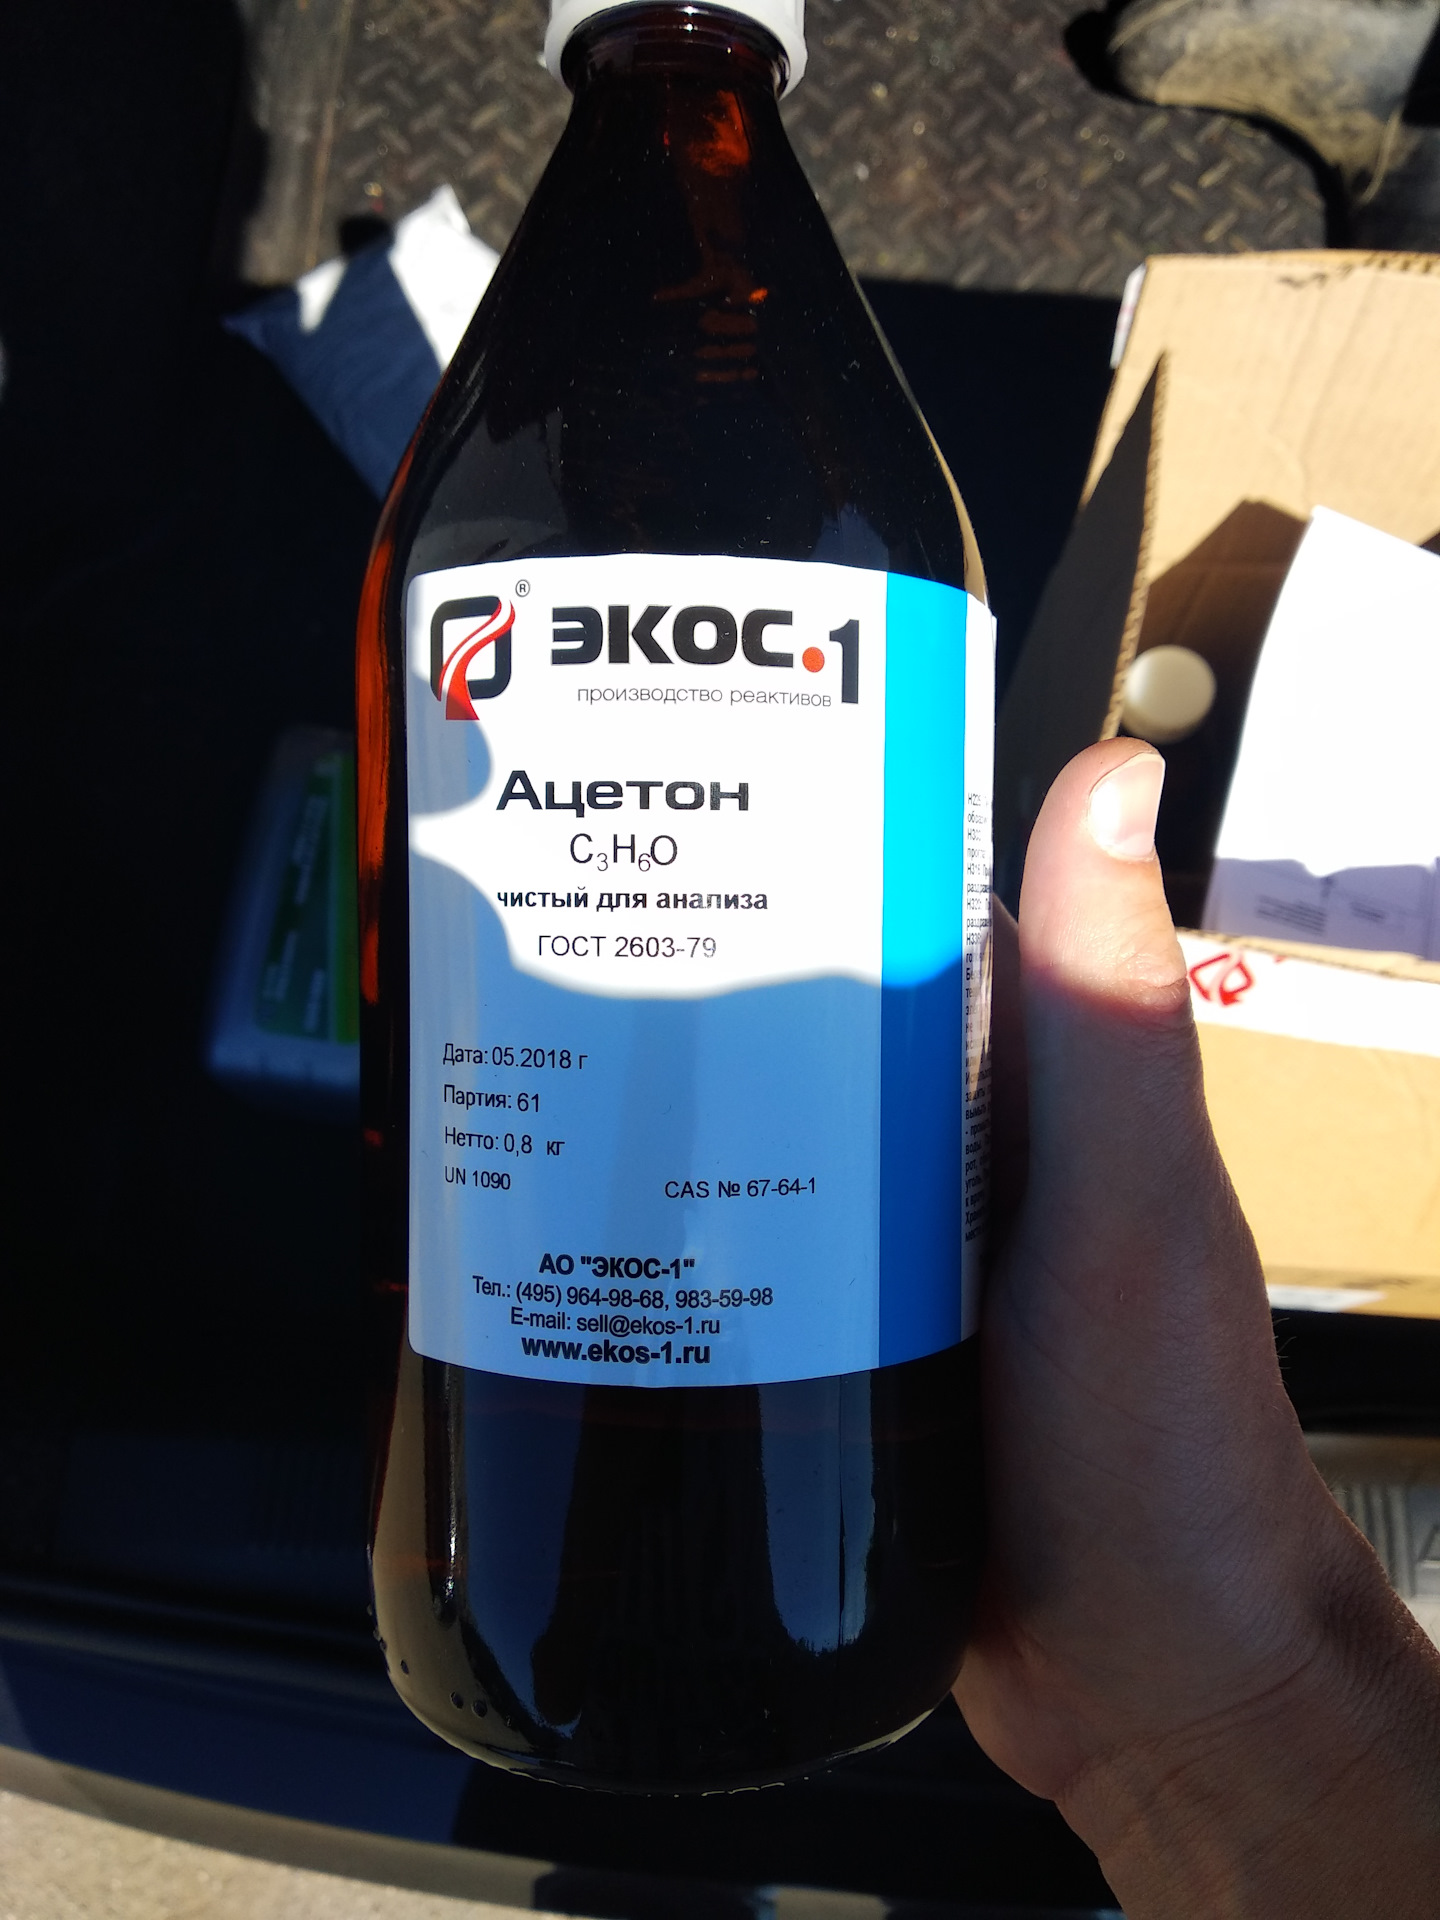 ®
ЭКОС•1
производство реактивов
Ацетон
C₃H₆O
чистый для анализа
ГОСТ 2603-79
Дата: 05.2018 г
Партия: 61
Нетто: 0,8 кг
UN 1090
CAS № 67-64-1
АО "ЭКОС-1"
Тел.: (495) 964-98-68, 983-59-98
E-mail: sell@ekos-1.ru
www.ekos-1.ru